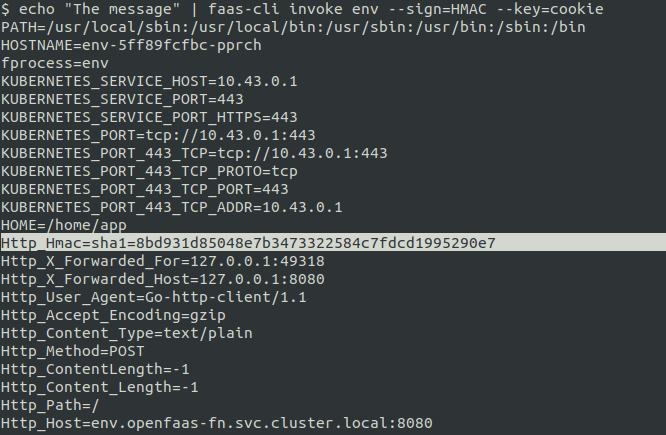 $ echo "The message" | faas-cli invoke env --sign=HMAC --key=cookie
PATH=/usr/local/sbin:/usr/local/bin:/usr/sbin:/usr/bin:/sbin:/bin
HOSTNAME=env-5ff89fcfbc-pprch
fprocess=env
KUBERNETES_SERVICE_HOST=10.43.0.1
KUBERNETES_SERVICE_PORT=443
KUBERNETES_SERVICE_PORT_HTTPS=443
KUBERNETES_PORT=tcp://10.43.0.1:443
KUBERNETES_PORT_443_TCP=tcp://10.43.0.1:443
KUBERNETES_PORT_443_TCP_PROTO=tcp
KUBERNETES_PORT_443_TCP_PORT=443
KUBERNETES_PORT_443_TCP_ADDR=10.43.0.1
HOME=/home/app
Http_Hmac=sha1=8bd931d85048e7b3473322584c7fdcd1995290e7
Http_X_Forwarded_For=127.0.0.1:49318
Http_X_Forwarded_Host=127.0.0.1:8080
Http_User_Agent=Go-http-client/1.1
Http_Accept_Encoding=gzip
Http_Content_Type=text/plain
Http_Method=POST
Http_ContentLength=-1
Http_Content_Length=-1
Http_Path=/
Http_Host=env.openfaas-fn.svc.cluster.local:8080